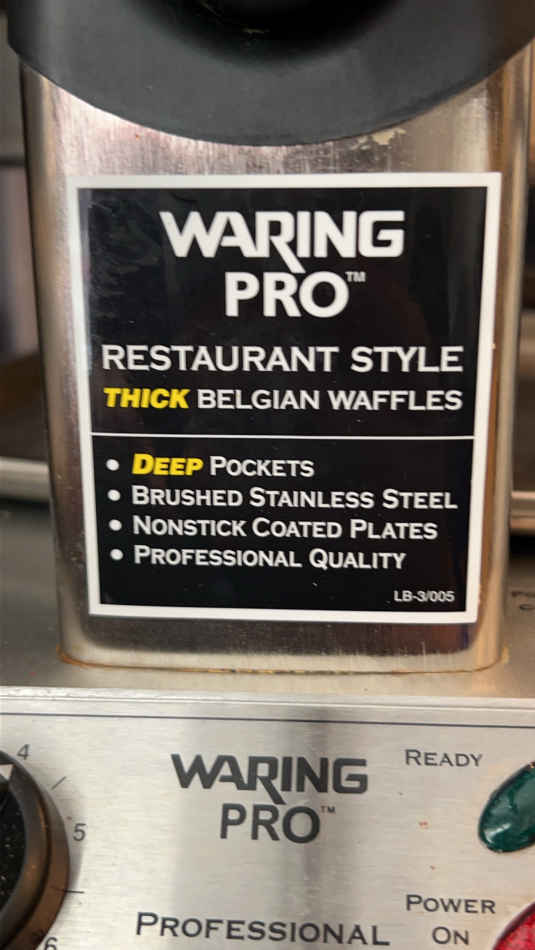 WARING
PRO™
RESTAURANT STYLE
THICK BELGIAN WAFFLES
• DEEP POCKETS
• BRUSHED STAINLESS STEEL
• NONSTICK COATED PLATES
• PROFESSIONAL QUALITY
LB-3/005
4
5
6
WARING
PRO™
READY
PROFESSIONAL
POWER
ON